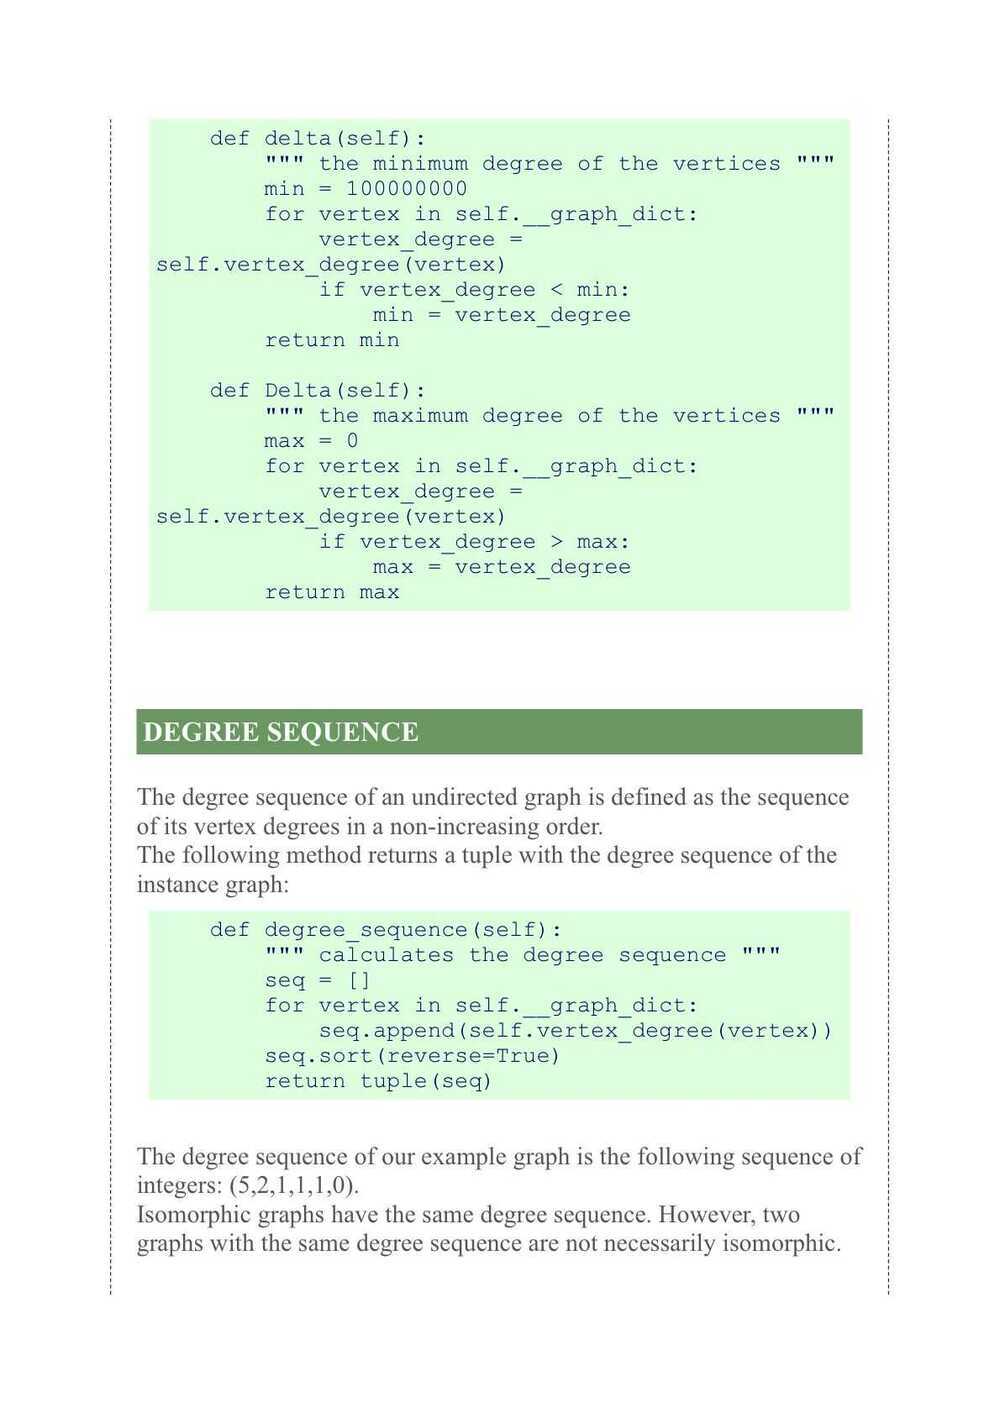 def delta(self):
        """ the minimum degree of the vertices """
        min = 100000000
        for vertex in self.__graph_dict:
            vertex_degree =
self.vertex_degree(vertex)
            if vertex_degree < min:
                min = vertex_degree
        return min

    def Delta(self):
        """ the maximum degree of the vertices """
        max = 0
        for vertex in self.__graph_dict:
            vertex_degree =
self.vertex_degree(vertex)
            if vertex_degree > max:
                max = vertex_degree
        return max

DEGREE SEQUENCE
The degree sequence of an undirected graph is defined as the sequence
of its vertex degrees in a non-increasing order.
The following method returns a tuple with the degree sequence of the
instance graph:
    def degree_sequence(self):
        """ calculates the degree sequence """
        seq = []
        for vertex in self.__graph_dict:
            seq.append(self.vertex_degree(vertex))
        seq.sort(reverse=True)
        return tuple(seq)

The degree sequence of our example graph is the following sequence of
integers: (5,2,1,1,1,0).
Isomorphic graphs have the same degree sequence. However, two
graphs with the same degree sequence are not necessarily isomorphic.